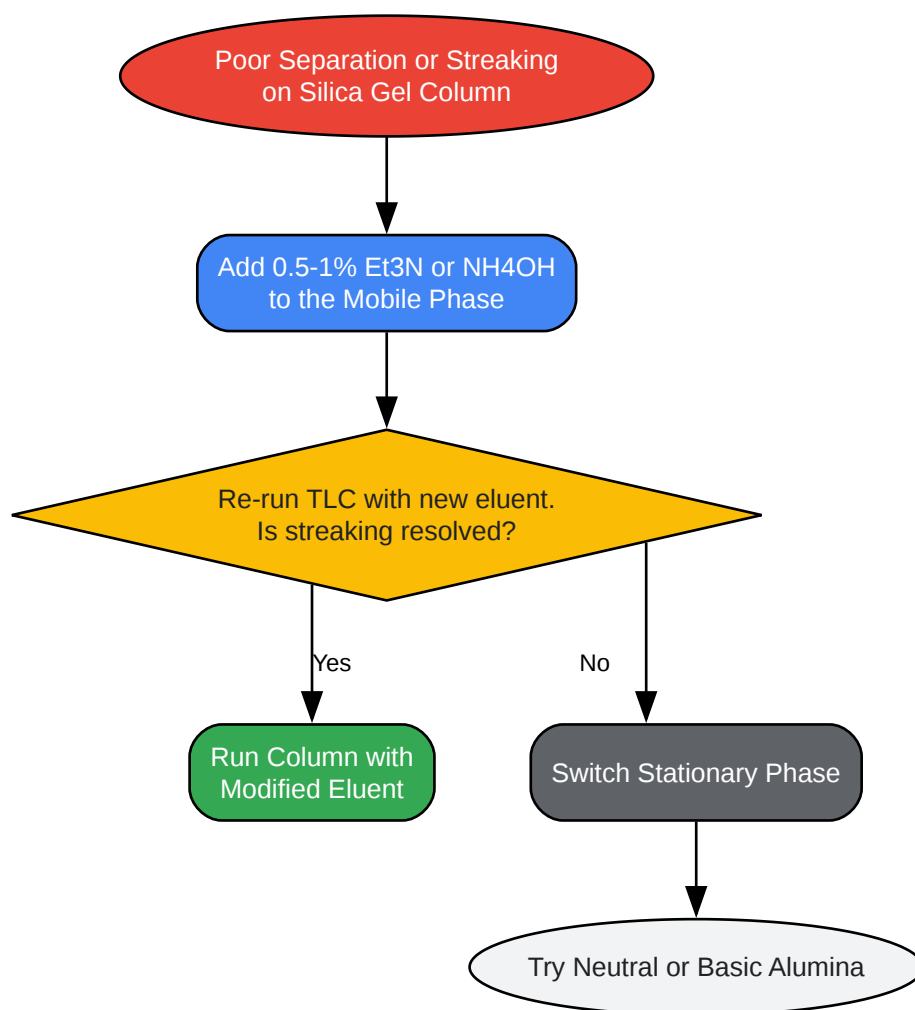 Poor Separation or Streaking
on Silica Gel Column
Add 0.5-1% Et3N or NH4OH
to the Mobile Phase
Re-run TLC with new eluent.
Is streaking resolved?
Yes
No
Run Column with
Modified Eluent
Switch Stationary Phase
Try Neutral or Basic Alumina